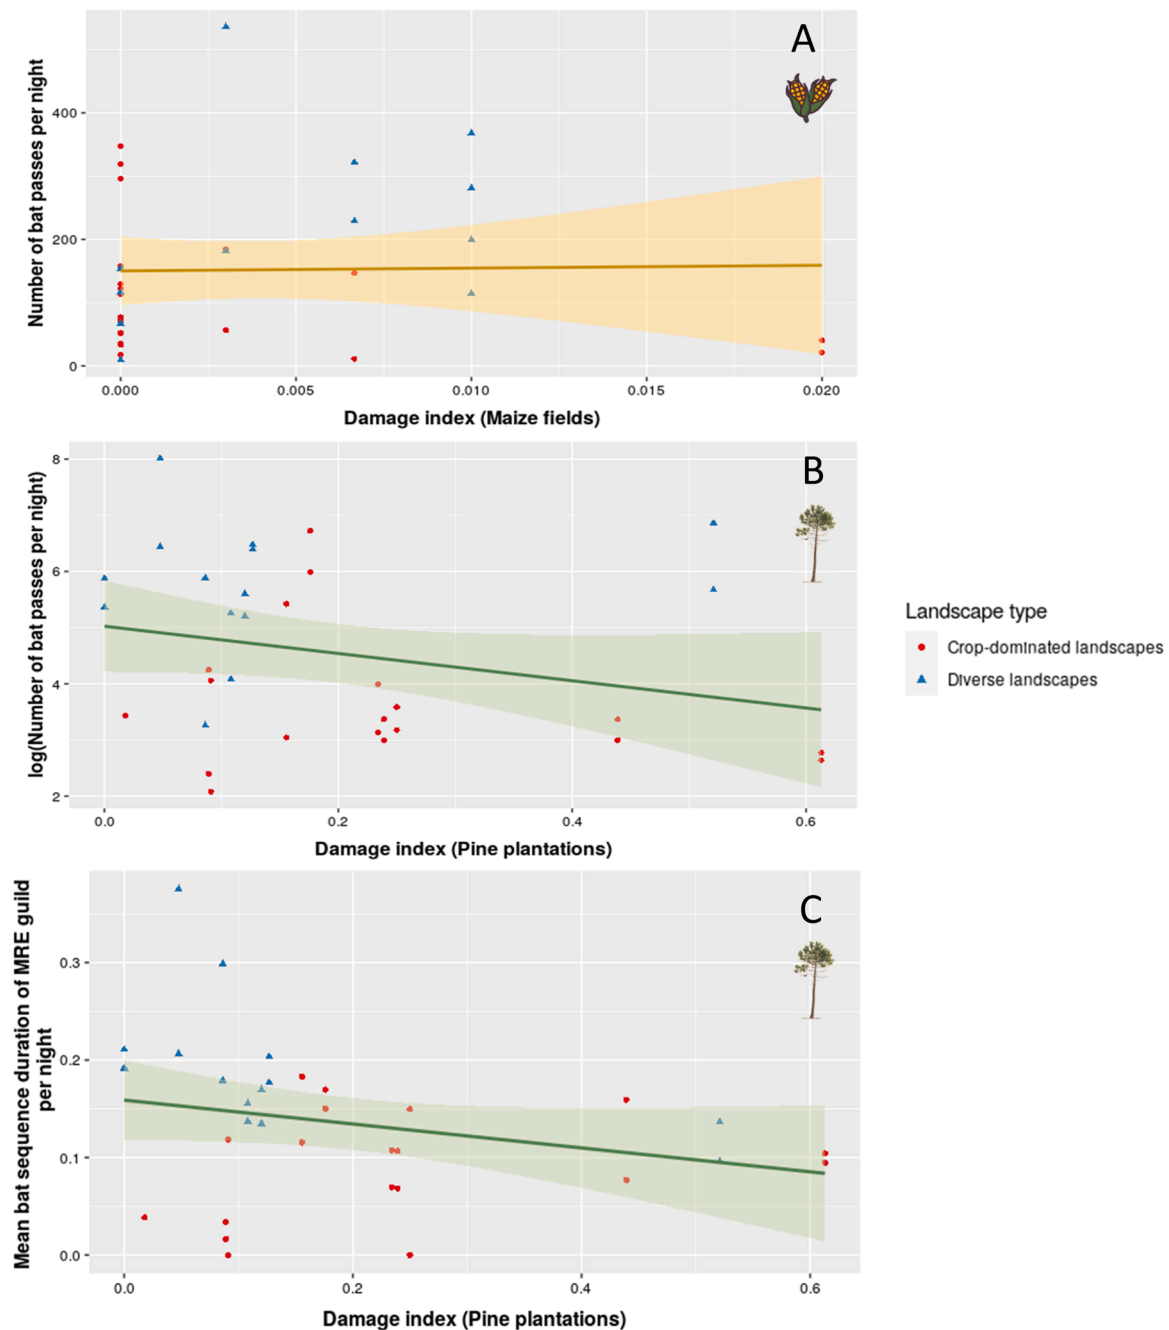 A
Number of bat passes per night
400
200
0
0.000 0.005 0.010 0.015 0.020
Damage index (Maize fields)
B
log(Number of bat passes per night)
8
6
4
2
0.0 0.2 0.4 0.6
Damage index (Pine plantations)
Landscape type
Crop-dominated landscapes
Diverse landscapes
C
Mean bat sequence duration of MRE guild
per night
0.3
0.2
0.1
0.0
0.0 0.2 0.4 0.6
Damage index (Pine plantations)